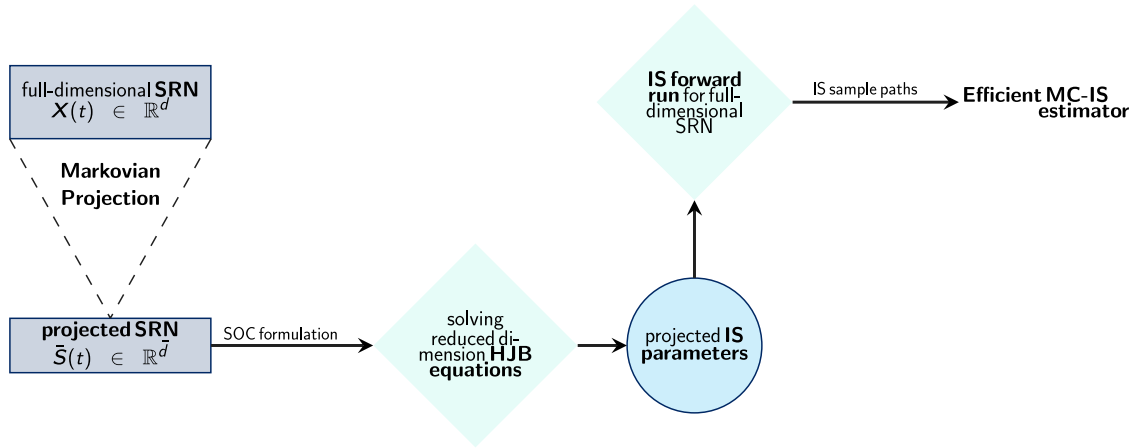 full-dimensional SRN
X(t) ∈ ℝ^d
Markovian
Projection
projected SRN
S̄(t) ∈ ℝ^d̄
SOC formulation
solving
reduced di-
mension HJB
equations
projected IS
parameters
IS forward
run for full-
dimensional
SRN
IS sample paths
Efficient MC-IS
estimator